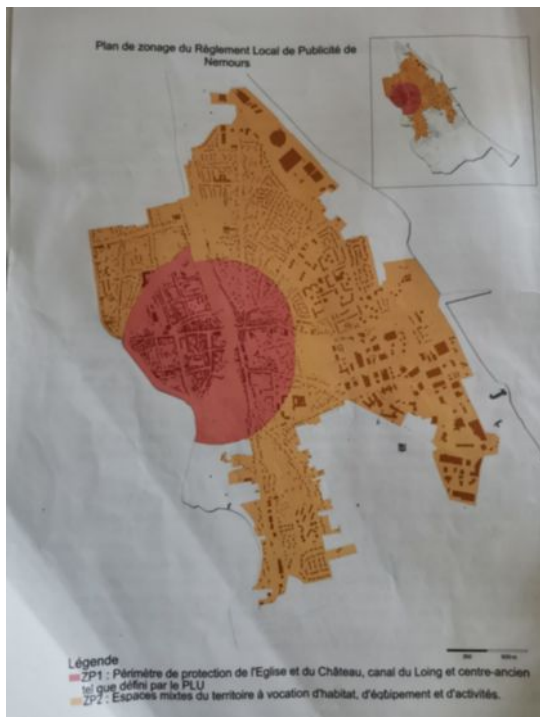 Plan de zonage du Règlement Local de Publicité de
Nemours
Légende
ZP1 : Périmètre de protection de l'Eglise et du Château, canal du Loing et centre-ancien
tel que défini par le PLU
ZP2 : Espaces mixtes du territoire à vocation d'habitat, d'équipement et d'activités.